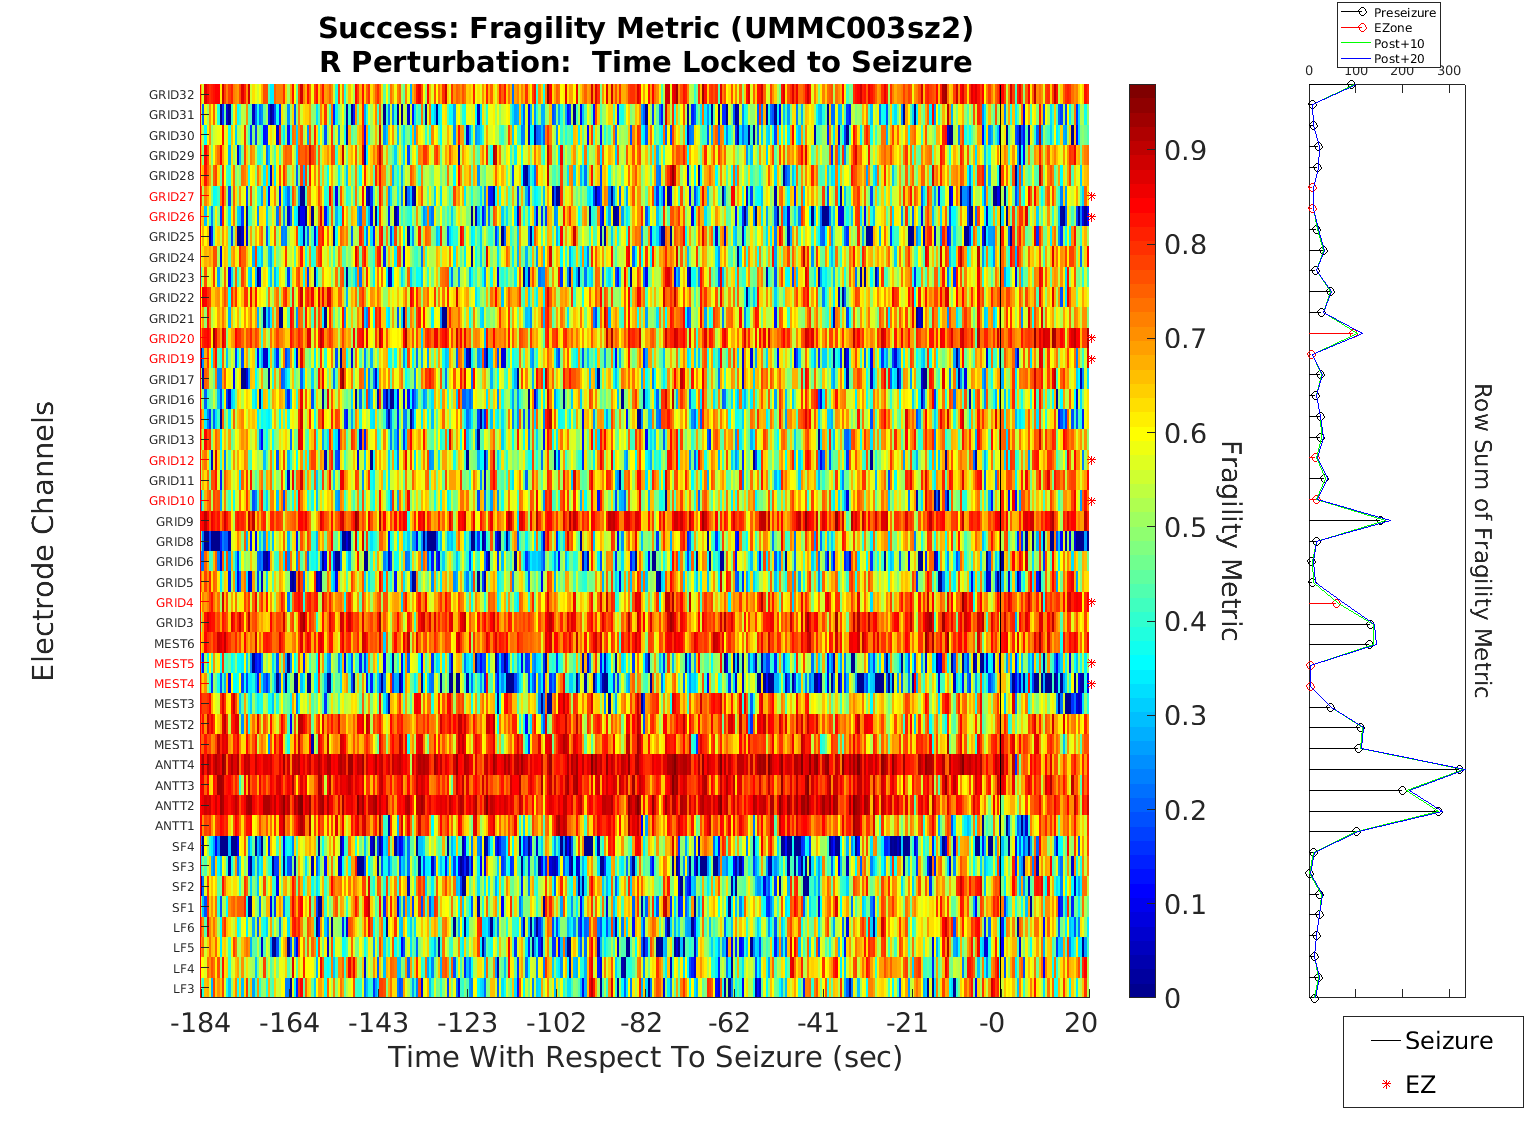 Success: Fragility Metric (UMMC003sz2)
R Perturbation:  Time Locked to Seizure
Electrode Channels
GRID32
GRID31
GRID30
GRID29
GRID28
GRID27
GRID26
GRID25
GRID24
GRID23
GRID22
GRID21
GRID20
GRID19
GRID17
GRID16
GRID15
GRID13
GRID12
GRID11
GRID10
GRID9
GRID8
GRID6
GRID5
GRID4
GRID3
MEST6
MEST5
MEST4
MEST3
MEST2
MEST1
ANTT4
ANTT3
ANTT2
ANTT1
SF4
SF3
SF2
SF1
LF6
LF5
LF4
LF3
-184 -164 -143 -123 -102 -82 -62 -41 -21 -0 20
Time With Respect To Seizure (sec)
0.9
0.8
0.7
0.6
0.5
0.4
0.3
0.2
0.1
0
Fragility Metric
Preseizure
EZone
Post+10
Post+20
0 100 200 300
Row Sum of Fragility Metric
Seizure
EZ